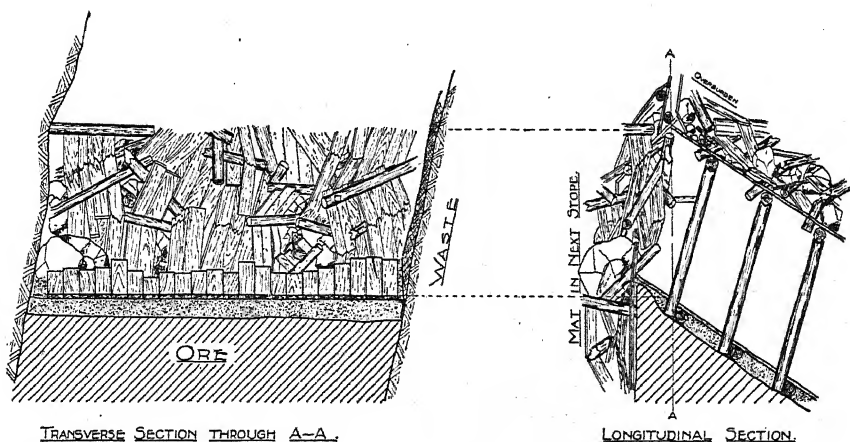 ORE
WASTE
TRANSVERSE SECTION THROUGH A-A.
A
OVERBURDEN
MAT IN NEXT STOPE.
A
LONGITUDINAL SECTION.